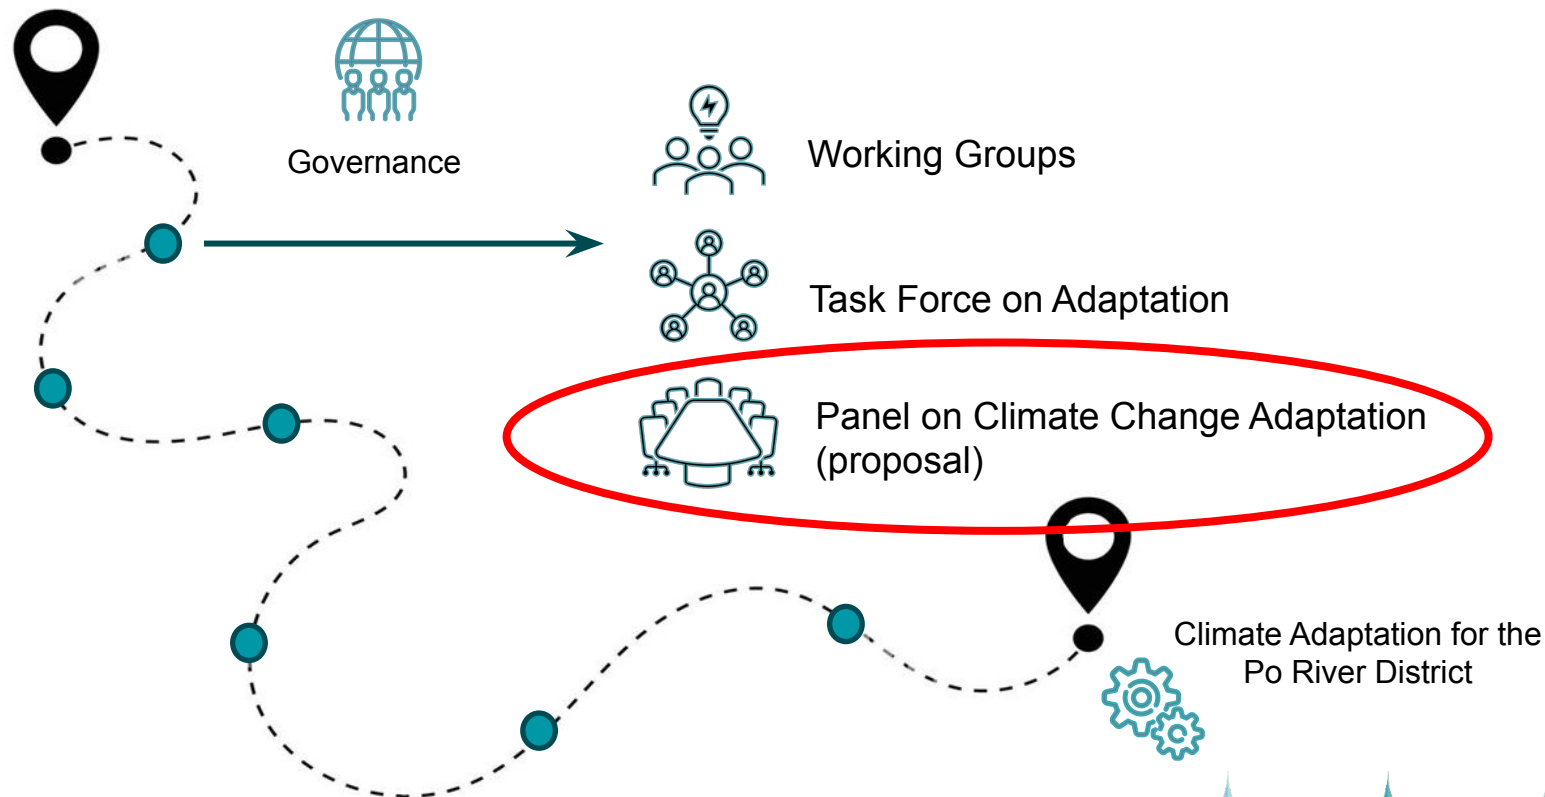 Governance
Working Groups
Task Force on Adaptation
Panel on Climate Change Adaptation
(proposal)
Climate Adaptation for the
Po River District